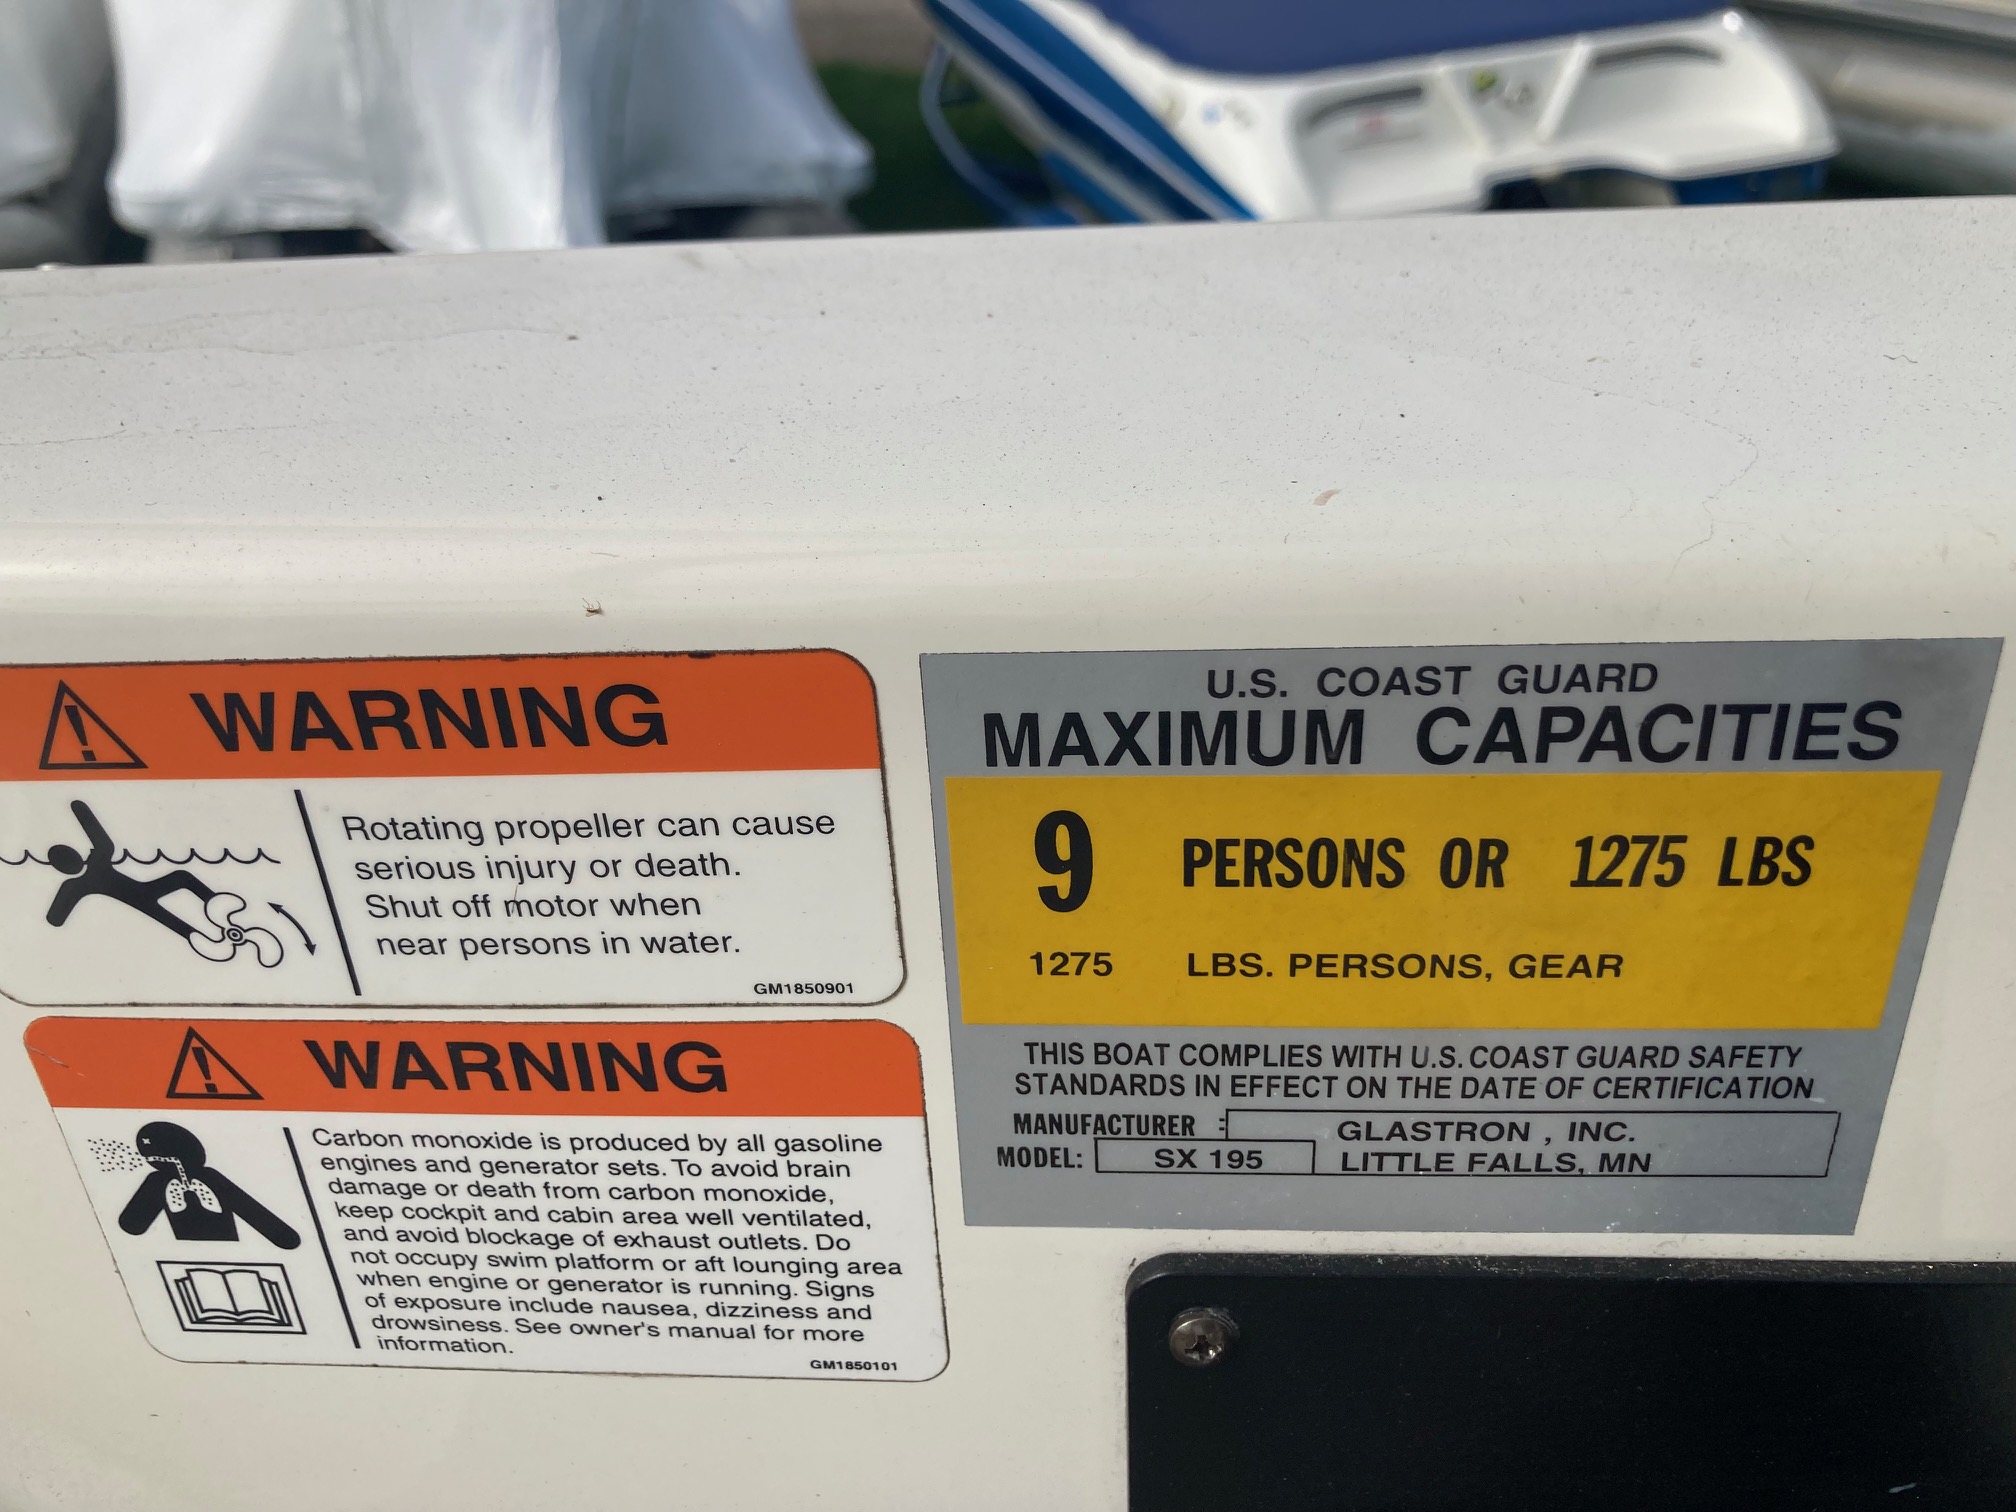 WARNING
Rotating propeller can cause
serious injury or death.
Shut off motor when
near persons in water.
GM1850901
WARNING
Carbon monoxide is produced by all gasoline
engines and generator sets. To avoid brain
damage or death from carbon monoxide,
keep cockpit and cabin area well ventilated,
and avoid blockage of exhaust outlets. Do
not occupy swim platform or aft lounging area
when engine or generator is running. Signs
of exposure include nausea, dizziness and
drowsiness. See owner's manual for more
information.
GM1850101
U.S. COAST GUARD
MAXIMUM CAPACITIES
9 PERSONS OR 1275 LBS
1275 LBS. PERSONS, GEAR
THIS BOAT COMPLIES WITH U.S. COAST GUARD SAFETY
STANDARDS IN EFFECT ON THE DATE OF CERTIFICATION
MANUFACTURER : GLASTRON , INC.
MODEL: SX 195 LITTLE FALLS, MN